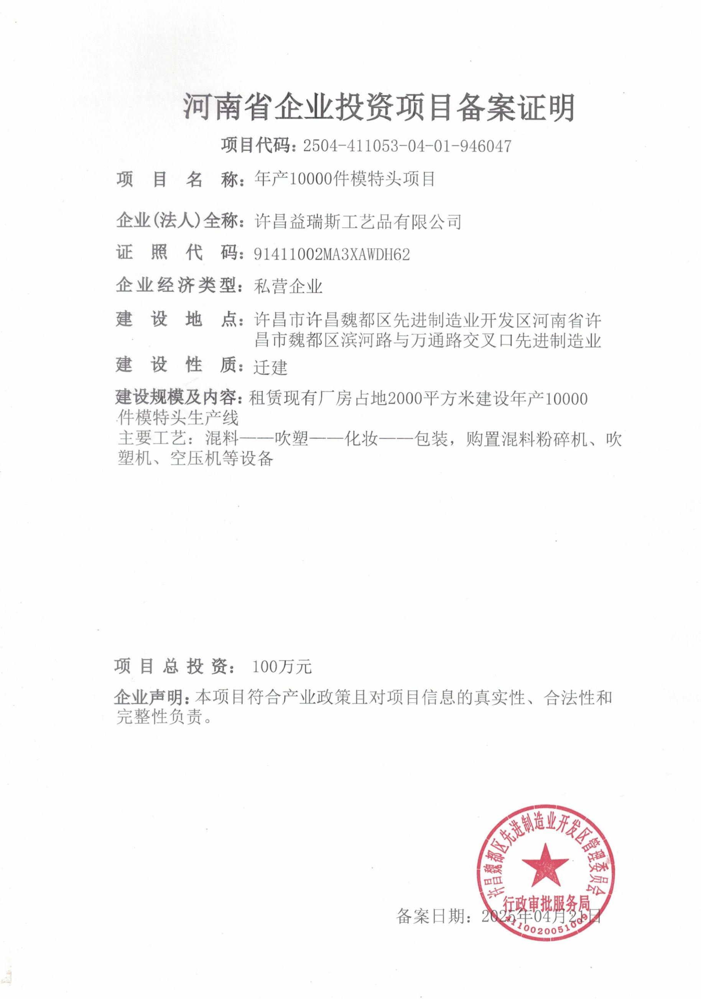 河南省企业投资项目备案证明
项目代码：2504-411053-04-01-946047
项目名称：年产10000件模特头项目
企业(法人)全称：许昌益瑞斯工艺品有限公司
证照代码：91411002MA3XAWDH62
企业经济类型：私营企业
建设地点：许昌市许昌魏都区先进制造业开发区河南省许
昌市魏都区滨河路与万通路交叉口先进制造业
建设性质：迁建
建设规模及内容：租赁现有厂房占地2000平方米建设年产10000
件模特头生产线
主要工艺：混料——吹塑——化妆——包装，购置混料粉碎机、吹
塑机、空压机等设备
项目总投资：100万元
企业声明：本项目符合产业政策且对项目信息的真实性、合法性和
完整性负责。
许昌魏都区先进制造业开发区管理委员会
行政审批服务局
备案日期：2025年04月21日
4110020051009